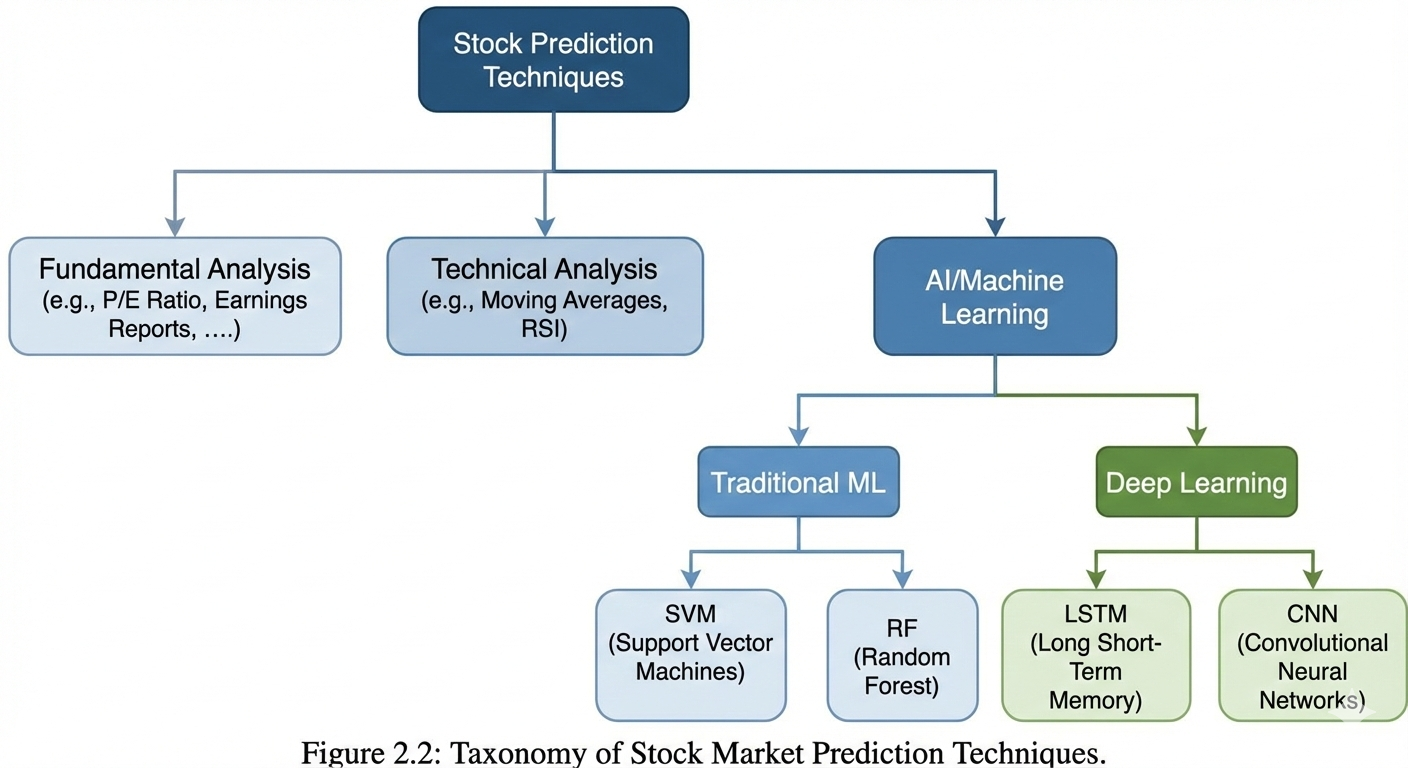 Stock Prediction
Techniques
Fundamental Analysis
(e.g., P/E Ratio, Earnings
Reports, ....)
Technical Analysis
(e.g., Moving Averages,
RSI)
AI/Machine
Learning
Traditional ML
Deep Learning
SVM
(Support Vector
Machines)
RF
(Random
Forest)
LSTM
(Long Short-
Term
Memory)
CNN
(Convolutional
Neural
Networks)
Figure 2.2: Taxonomy of Stock Market Prediction Techniques.